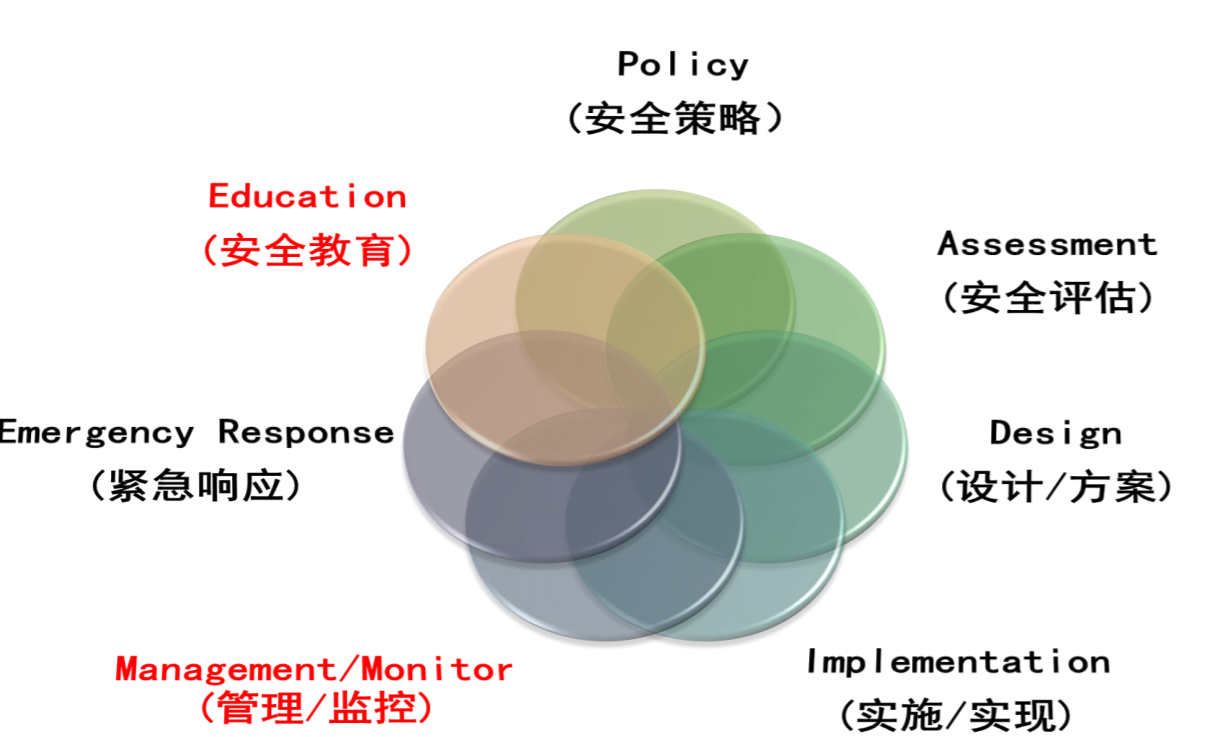 Policy
(安全策略)
Education
(安全教育)
Assessment
(安全评估)
Emergency Response
(紧急响应)
Design
(设计/方案)
Management/Monitor
(管理/监控)
Implementation
(实施/实现)